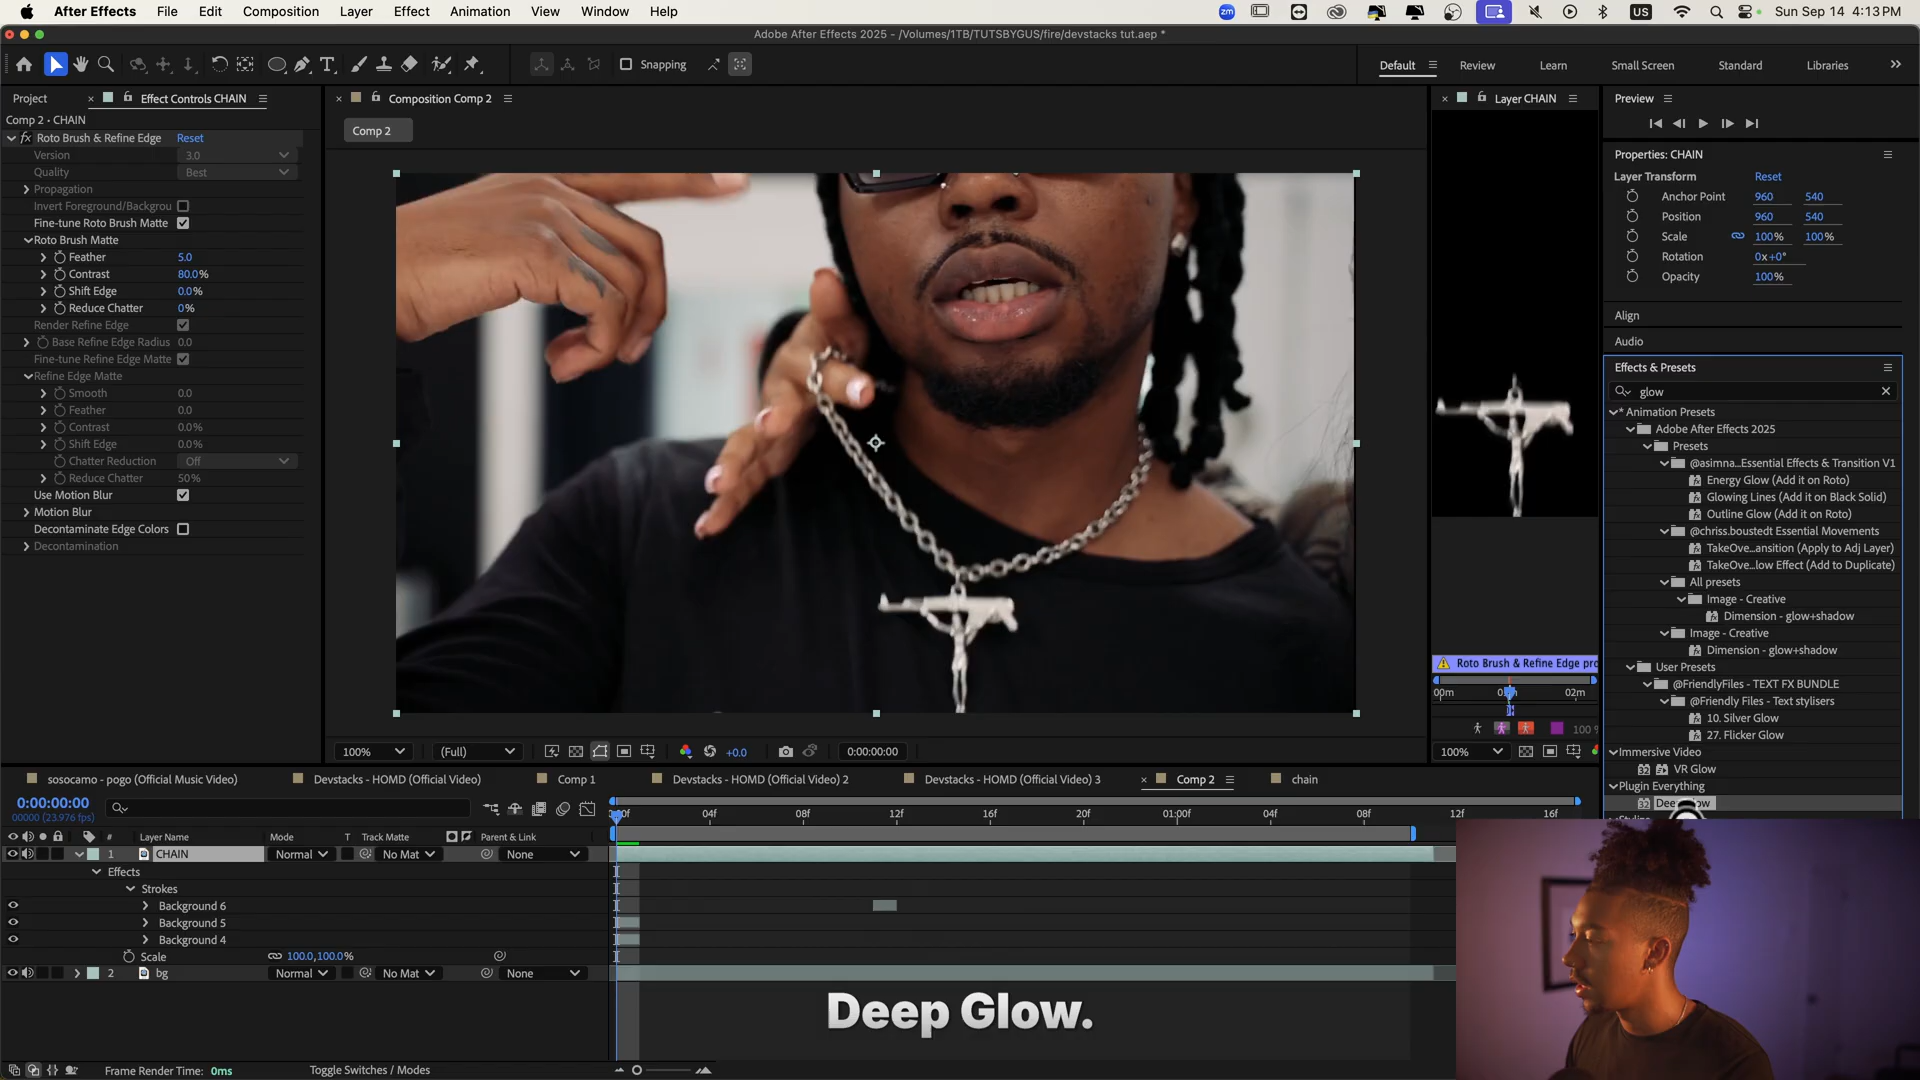 After Effects File Edit Composition Layer Effect Animation View Window Help
zm US Sun Sep 14 4:13 PM
Adobe After Effects 2025 - /Volumes/1TB/TUTSBYGUS/fire/devstacks tut.aep *
Snapping Default Review Learn Small Screen Standard Libraries
Project Effect Controls CHAIN
Comp 2 • CHAIN
fx Roto Brush & Refine Edge Reset
Version 3.0
Quality Best
Propagation
Invert Foreground/Backgrou
Fine-tune Roto Brush Matte
Roto Brush Matte
Feather 5.0
Contrast 80.0%
Shift Edge 0.0%
Reduce Chatter 0%
Render Refine Edge
Base Refine Edge Radius 0.0
Fine-tune Refine Edge Matte
Refine Edge Matte
Smooth 0.0
Feather 0.0
Contrast 0.0%
Shift Edge 0.0%
Chatter Reduction Off
Reduce Chatter 50%
Use Motion Blur
Motion Blur
Decontaminate Edge Colors
Decontamination
Composition Comp 2
Comp 2
100% (Full) +0.0 0:00:00:00
Layer CHAIN
Roto Brush & Refine Edge pro
00m 02m
100 %
100%
Preview
Properties: CHAIN
Layer Transform Reset
Anchor Point 960 540
Position 960 540
Scale 100% 100%
Rotation 0x+0°
Opacity 100%
Align
Audio
Effects & Presets
glow
* Animation Presets
Adobe After Effects 2025
Presets
@asimna...Essential Effects & Transition V1
Energy Glow (Add it on Roto)
Glowing Lines (Add it on Black Solid)
Outline Glow (Add it on Roto)
@chriss.boustedt Essential Movements
TakeOve...ansition (Apply to Adj Layer)
TakeOve...low Effect (Add to Duplicate)
All presets
Image - Creative
Dimension - glow+shadow
Image - Creative
Dimension - glow+shadow
User Presets
@FriendlyFiles - TEXT FX BUNDLE
@Friendly Files - Text stylisers
10. Silver Glow
27. Flicker Glow
Immersive Video
32 VR Glow
Plugin Everything
32 Deep Glow
sosocamo - pogo (Official Music Video) Devstacks - HOMD (Official Video) Comp 1 Devstacks - HOMD (Official Video) 2 Devstacks - HOMD (Official Video) 3 Comp 2 chain
0:00:00:00
00000 (23.976 fps)
04f 08f 12f 16f 20f 01:00f 04f 08f 12f 16f
# Layer Name Mode T Track Matte Parent & Link
1 CHAIN Normal No Mat None
Effects
Strokes
Background 6
Background 5
Background 4
Scale 100.0,100.0%
2 bg Normal No Mat None
Deep Glow.
Frame Render Time: 0ms Toggle Switches / Modes